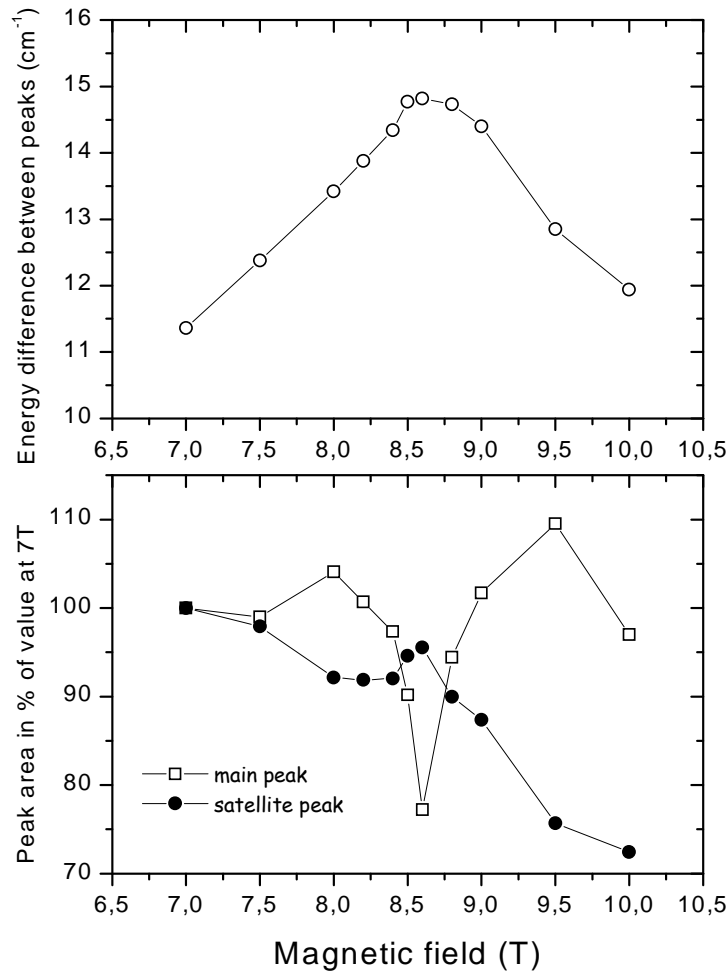 Energy difference between peaks (cm⁻¹)
16
15
14
13
12
11
10
6,5 7,0 7,5 8,0 8,5 9,0 9,5 10,0 10,5
Peak area in % of value at 7T
110
100
90
80
70
main peak
satellite peak
6,5 7,0 7,5 8,0 8,5 9,0 9,5 10,0 10,5
Magnetic field (T)